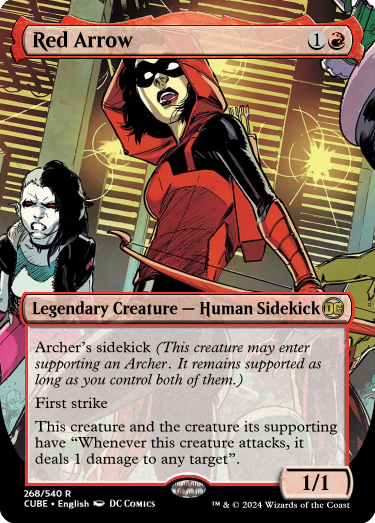 Red Arrow 1
Legendary Creature — Human Sidekick DC
Archer's sidekick (This creature may enter
supporting an Archer. It remains supported as
long as you control both of them.)
First strike
This creature and the creature its supporting
have “Whenever this creature attacks, it
deals 1 damage to any target”.
1/1
268/540 R
CUBE • English DC COMICS
™ & © 2024 Wizards of the Coast